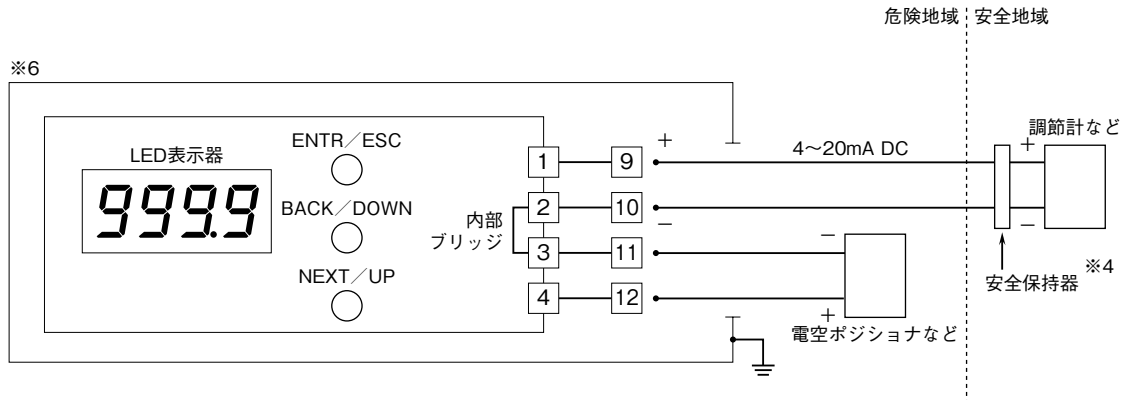 危険地域 安全地域
※6
LED表示器
999.9
ENTR／ESC
BACK／DOWN
NEXT／UP
内部
ブリッジ
1 9
2 10
3 11
4 12
+
−
4〜20mA DC
+
−
調節計など
※4
安全保持器
−
+
電空ポジショナなど